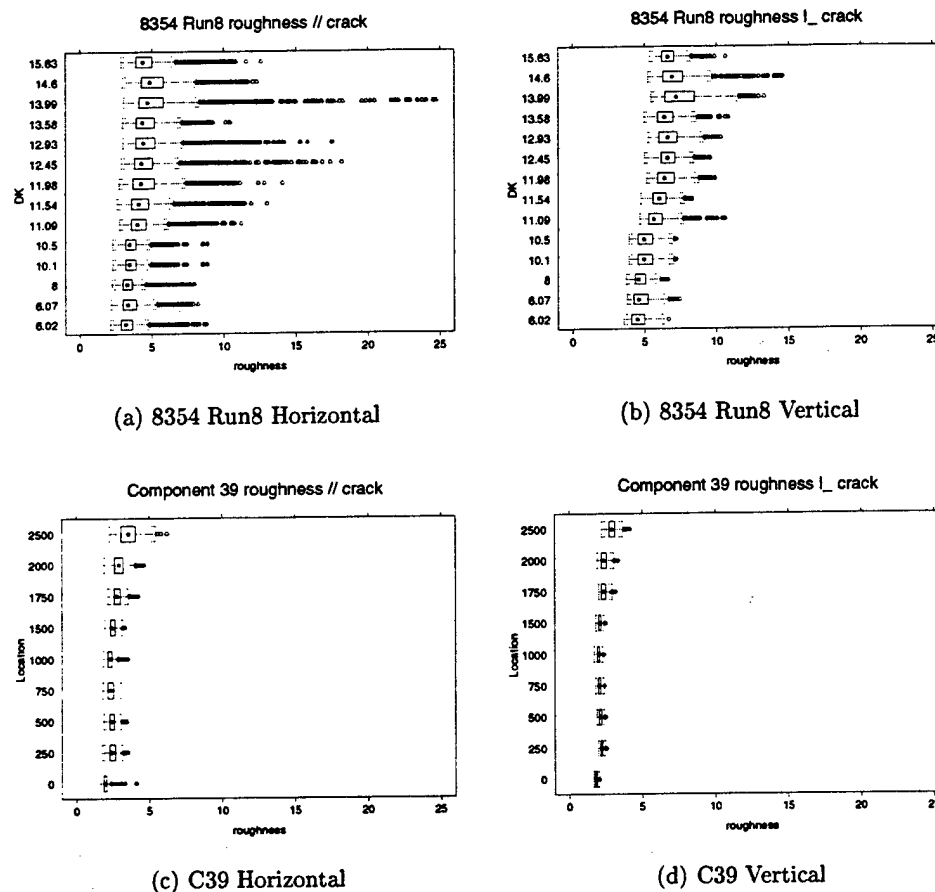 8354 Run8 roughness // crack
15.63
14.6
13.99
13.58
12.93
12.45
11.98
11.54
11.09
10.5
10.1
8
6.07
6.02
DK
0 5 10 15 20 25
roughness
(a) 8354 Run8 Horizontal
8354 Run8 roughness |_ crack
15.63
14.6
13.99
13.58
12.93
12.45
11.98
11.54
11.09
10.5
10.1
8
6.07
6.02
DK
0 5 10 15 20 25
roughness
(b) 8354 Run8 Vertical
Component 39 roughness // crack
2500
2000
1750
1500
1000
750
500
250
0
Location
0 5 10 15 20 25
roughness
(c) C39 Horizontal
Component 39 roughness |_ crack
2500
2000
1750
1500
1000
750
500
250
0
Location
0 5 10 15 20 25
roughness
(d) C39 Vertical